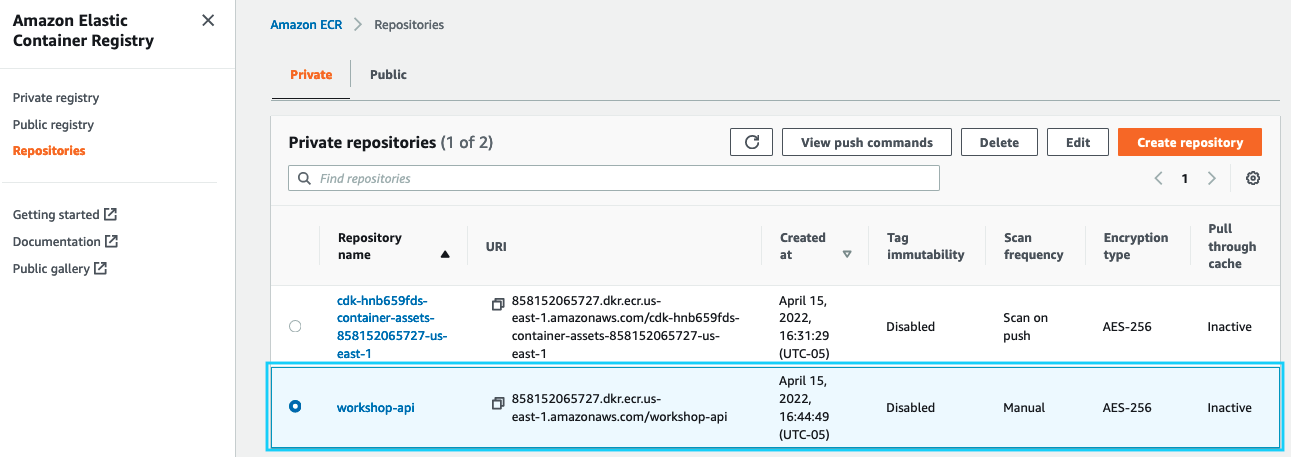 Amazon Elastic
Container Registry
Private registry
Public registry
Repositories
Getting started
Documentation
Public gallery
Amazon ECR > Repositories
Private
Public
Private repositories (1 of 2)
View push commands
Delete
Edit
Create repository
Find repositories
1
Repository
name
URI
Created
at
Tag
immutability
Scan
frequency
Encryption
type
Pull
through
cache
cdk-hnb659fds-
container-assets-
858152065727-us-
east-1
858152065727.dkr.ecr.us-
east-1.amazonaws.com/cdk-hnb659fds-
container-assets-858152065727-us-
east-1
April 15,
2022,
16:31:29
(UTC-05)
Disabled
Scan on
push
AES-256
Inactive
workshop-api
858152065727.dkr.ecr.us-
east-1.amazonaws.com/workshop-api
April 15,
2022,
16:44:49
(UTC-05)
Disabled
Manual
AES-256
Inactive